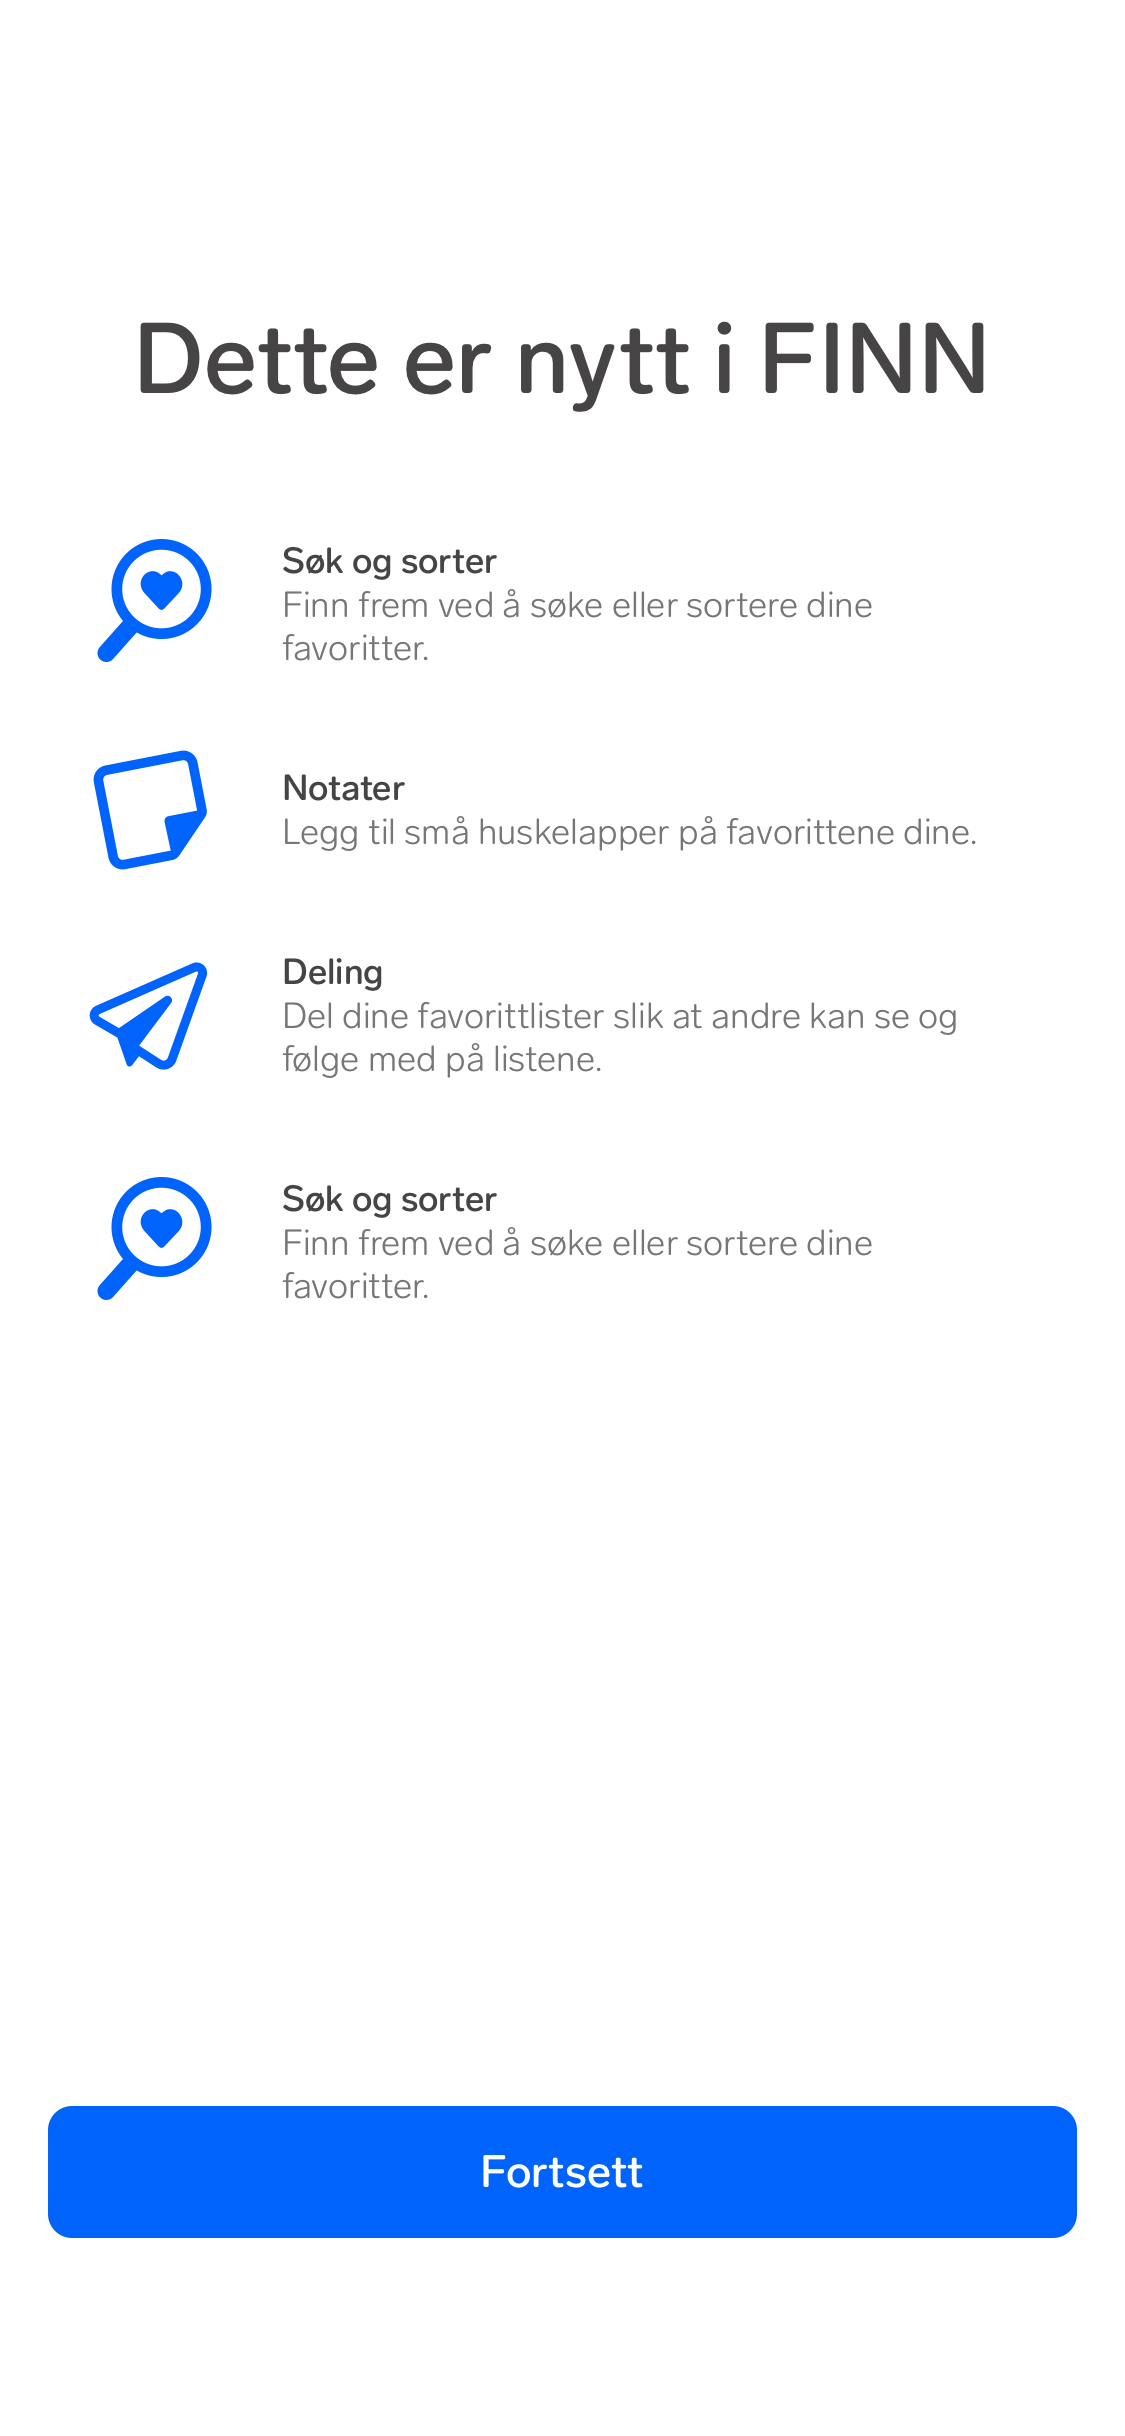 Dette er nytt i FINN
Søk og sorter
Finn frem ved å søke eller sortere dine
favoritter.
Notater
Legg til små huskelapper på favorittene dine.
Deling
Del dine favorittlister slik at andre kan se og
følge med på listene.
Søk og sorter
Finn frem ved å søke eller sortere dine
favoritter.
Fortsett